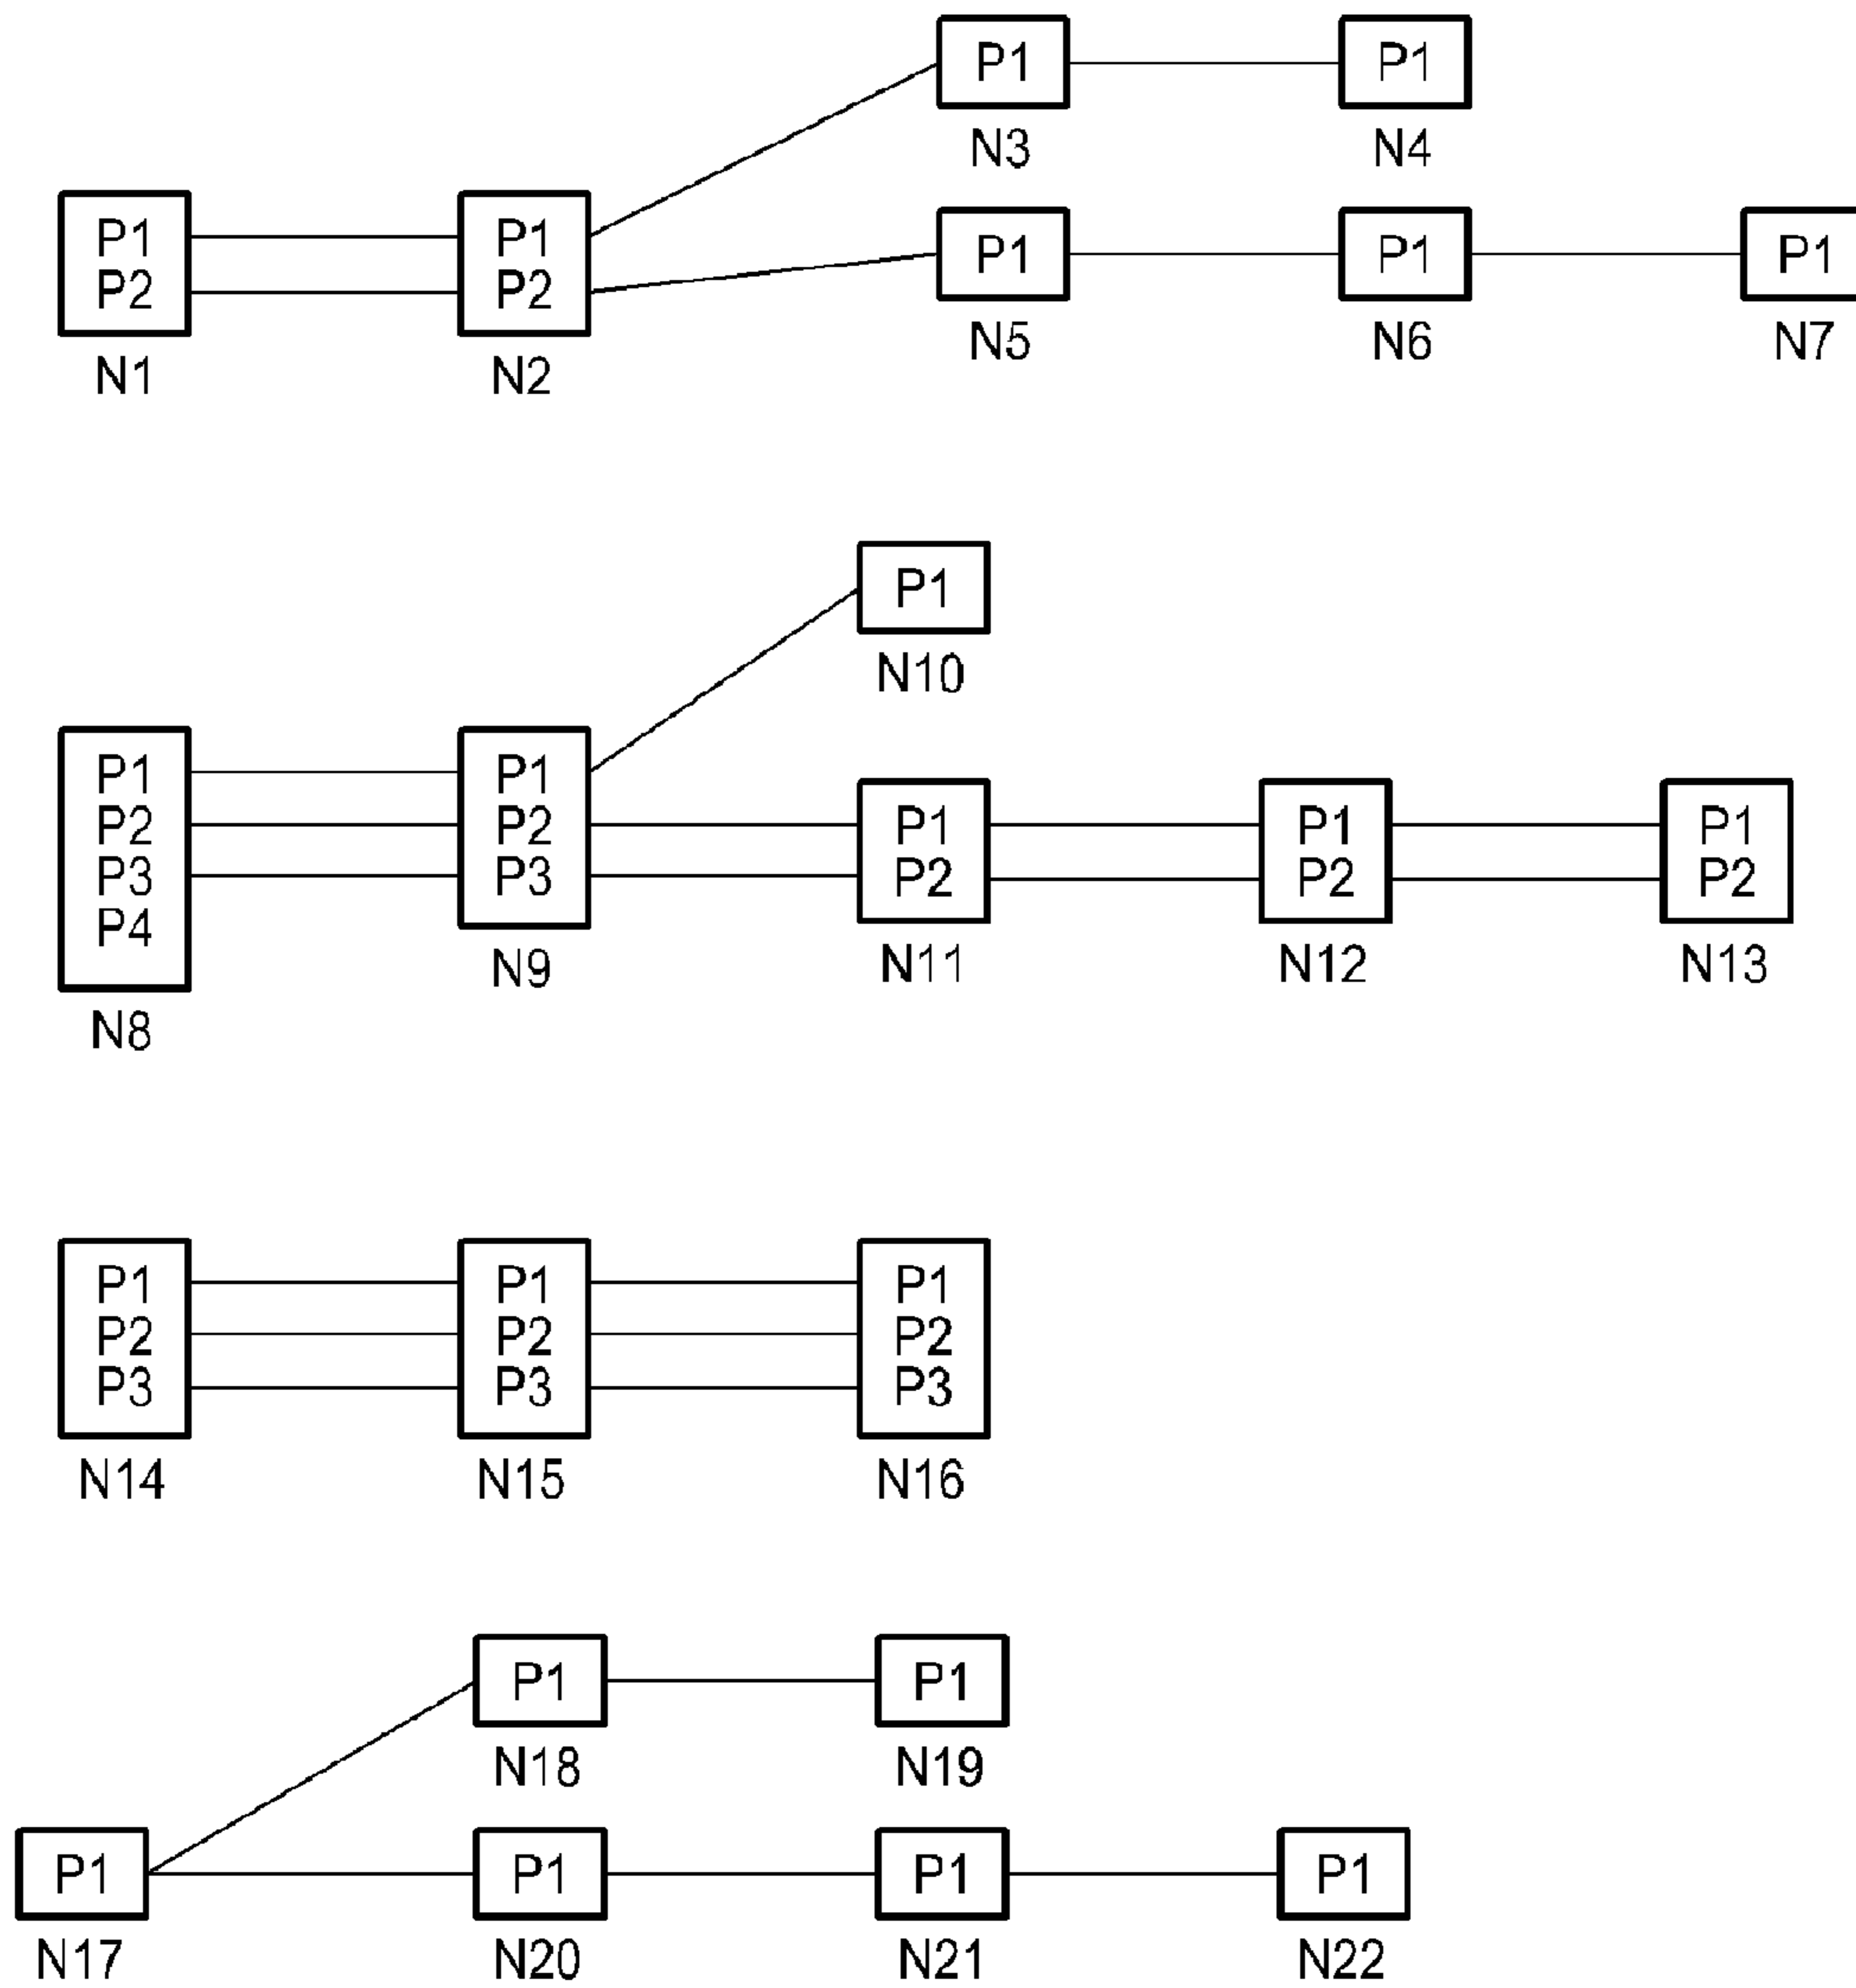 P1 P1
N3 N4
P1 P1 P1 P1 P1
P2 P2
N5 N6 N7
N1 N2
P1
N10
P1 P1
P2 P2 P1 P1 P1
P3 P3 P2 P2 P2
P4
N9 N11 N12 N13
N8
P1 P1 P1
P2 P2 P2
P3 P3 P3
N14 N15 N16
P1 P1
N18 N19
P1 P1 P1 P1
N17 N20 N21 N22